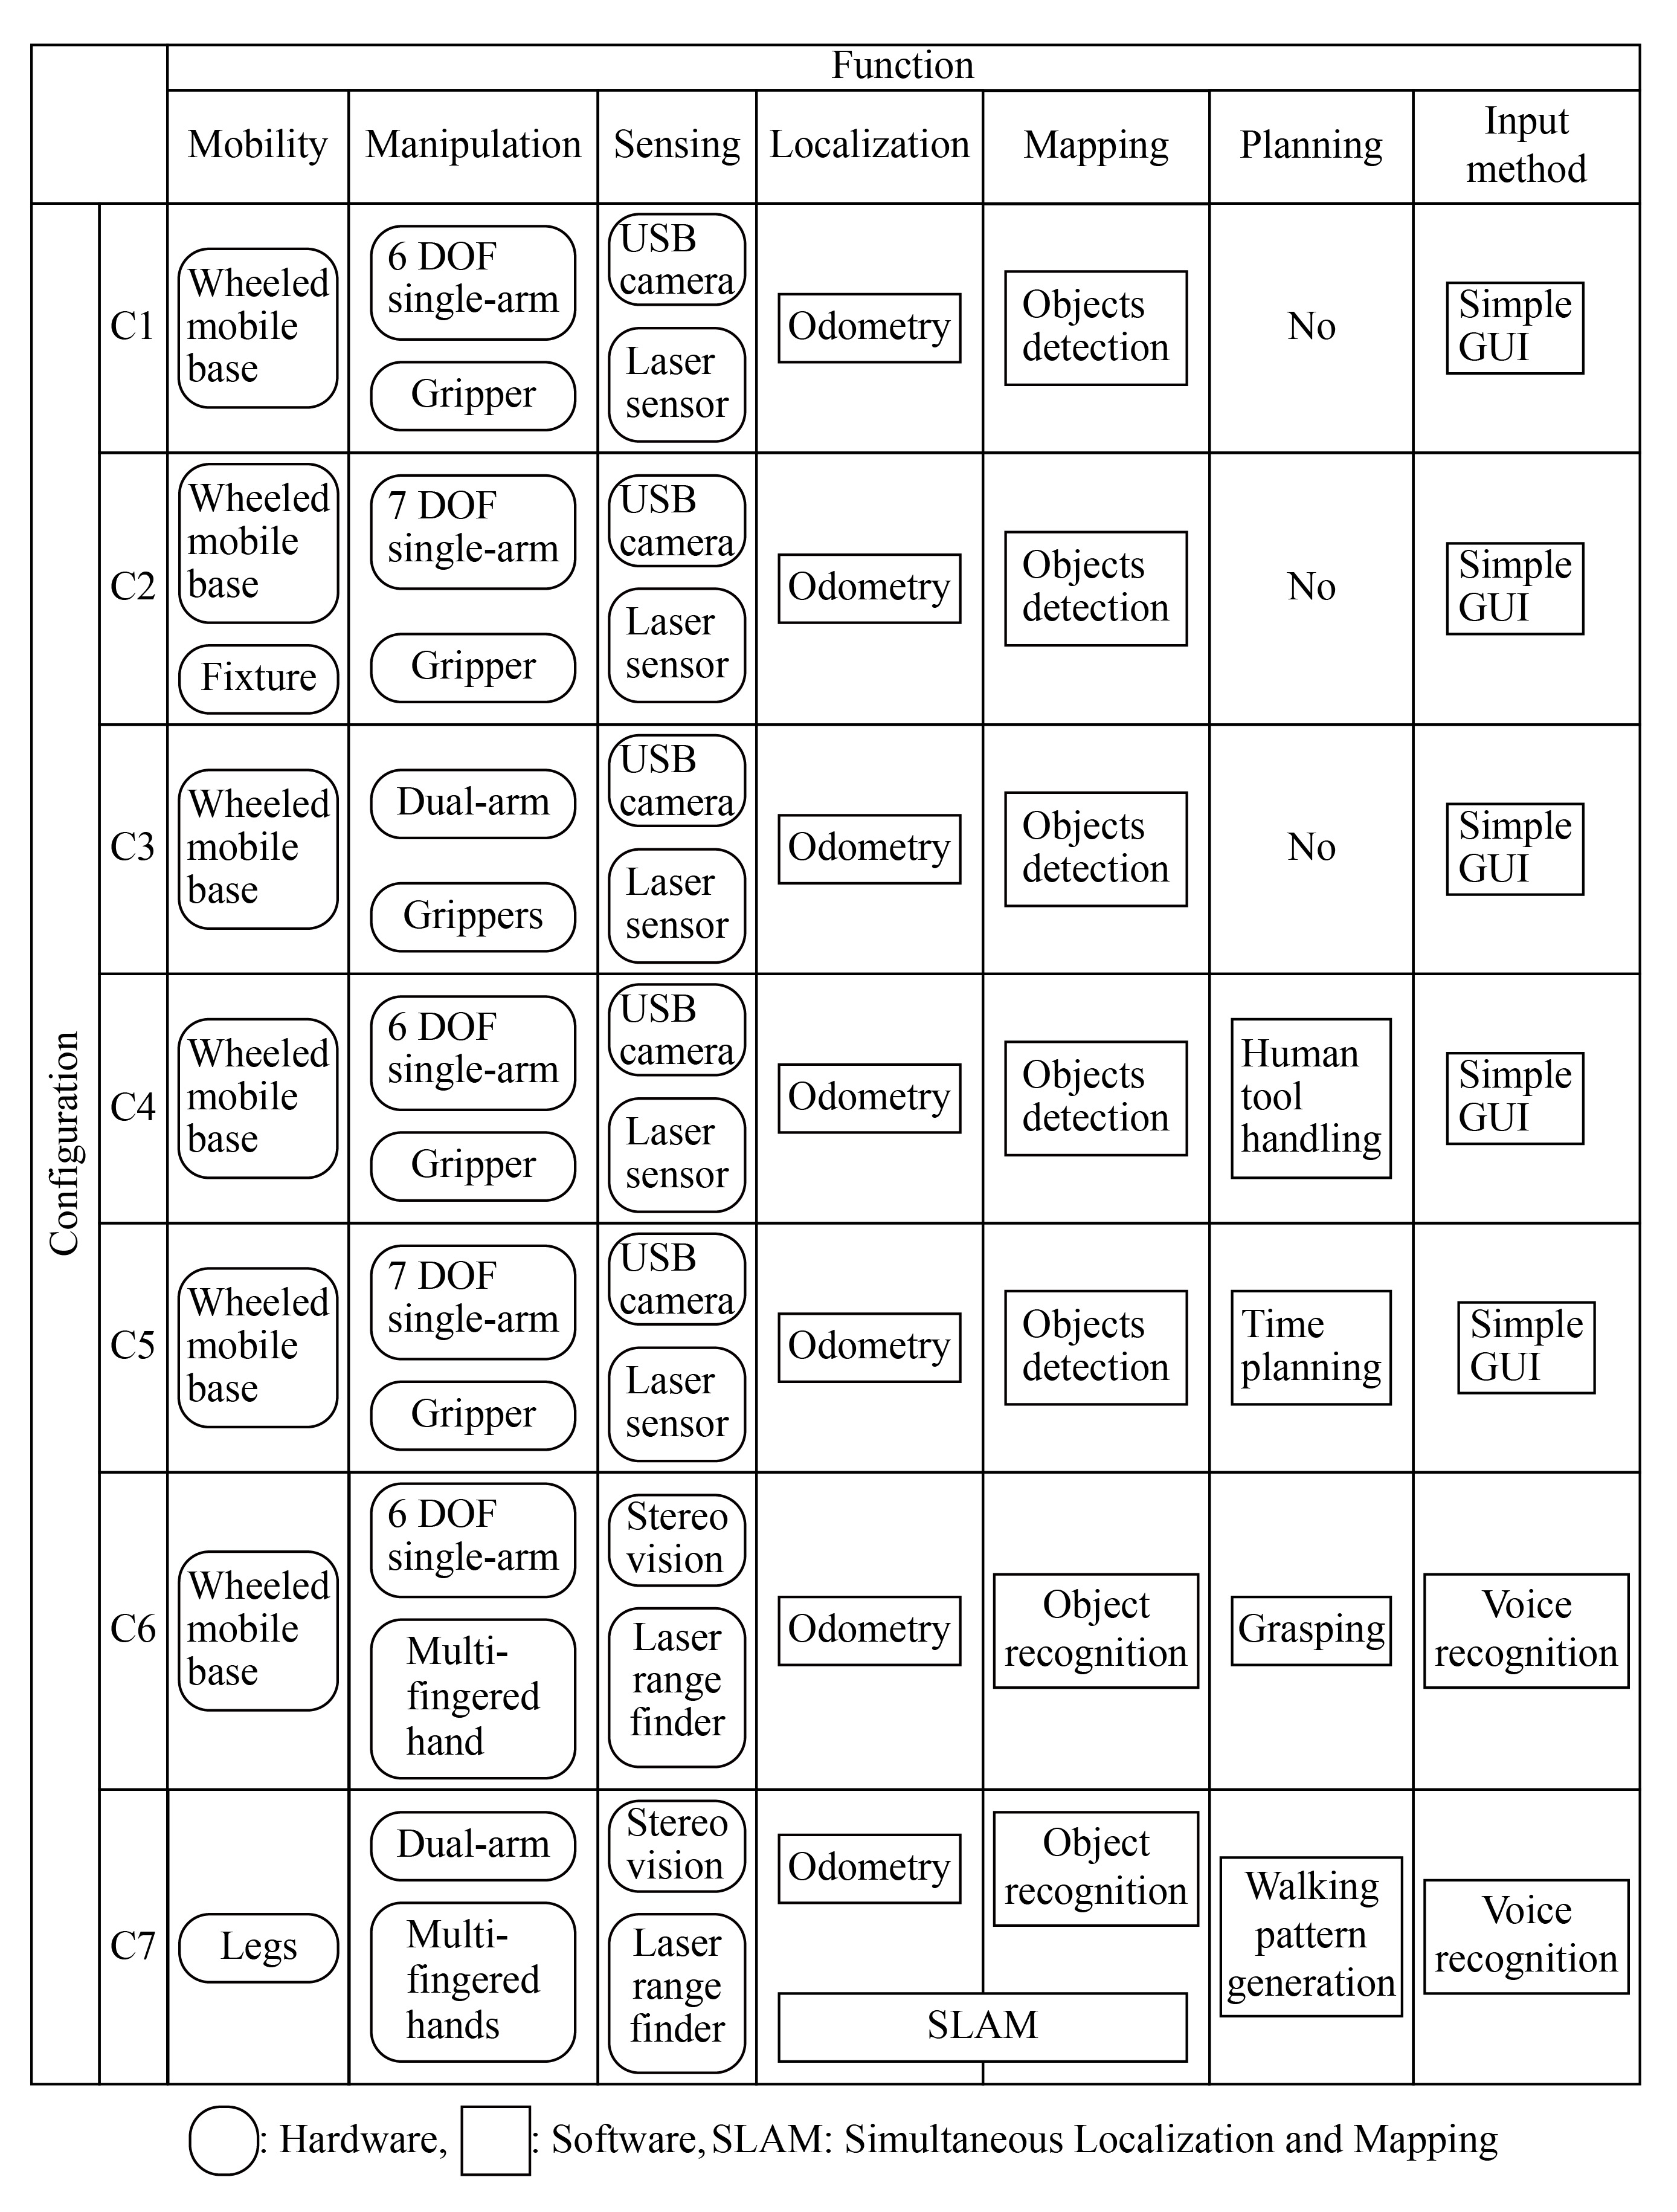 Function
Mobility Manipulation Sensing Localization Mapping Planning Input
method
Configuration
C1
Wheeled
mobile
base
6 DOF
single-arm
Gripper
USB
camera
Laser
sensor
Odometry
Objects
detection
No
Simple
GUI
C2
Wheeled
mobile
base
Fixture
7 DOF
single-arm
Gripper
USB
camera
Laser
sensor
Odometry
Objects
detection
No
Simple
GUI
C3
Wheeled
mobile
base
Dual-arm
Grippers
USB
camera
Laser
sensor
Odometry
Objects
detection
No
Simple
GUI
C4
Wheeled
mobile
base
6 DOF
single-arm
Gripper
USB
camera
Laser
sensor
Odometry
Objects
detection
Human
tool
handling
Simple
GUI
C5
Wheeled
mobile
base
7 DOF
single-arm
Gripper
USB
camera
Laser
sensor
Odometry
Objects
detection
Time
planning
Simple
GUI
C6
Wheeled
mobile
base
6 DOF
single-arm
Multi-
fingered
hand
Stereo
vision
Laser
range
finder
Odometry
Object
recognition
Grasping
Voice
recognition
C7
Legs
Dual-arm
Multi-
fingered
hands
Stereo
vision
Laser
range
finder
Odometry
Object
recognition
SLAM
Walking
pattern
generation
Voice
recognition
: Hardware, : Software, SLAM: Simultaneous Localization and Mapping